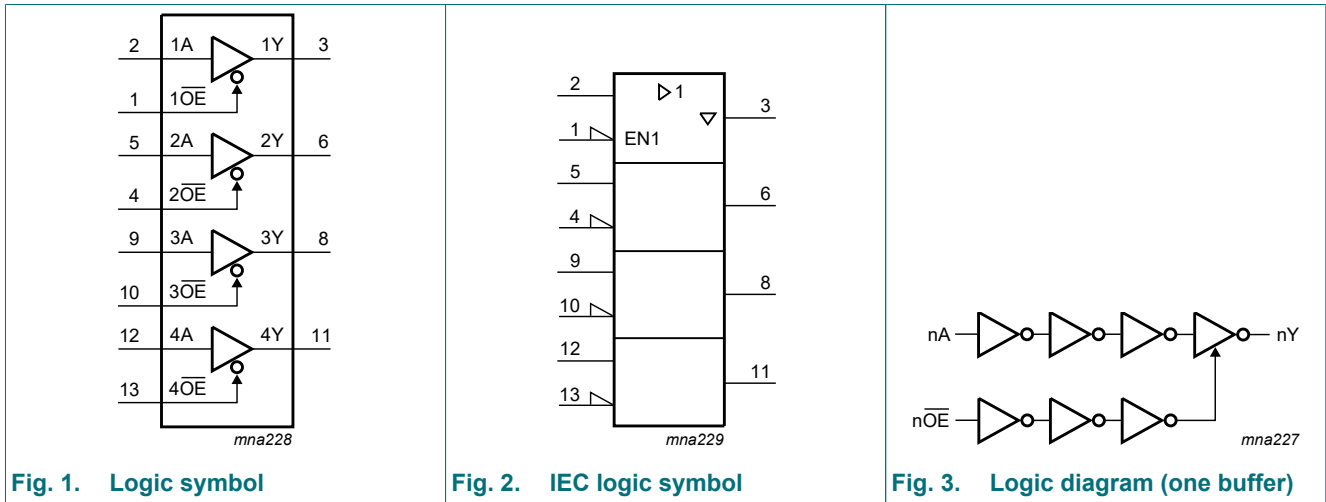 2 1A 1Y 3
1 1OE
5 2A 2Y 6
4 2OE
9 3A 3Y 8
10 3OE
12 4A 4Y 11
13 4OE
mna228
Fig. 1. Logic symbol
2 1 3
1 EN1
5 6
4
9 8
10
12 11
13
mna229
Fig. 2. IEC logic symbol
nA nY
nOE
mna227
Fig. 3. Logic diagram (one buffer)